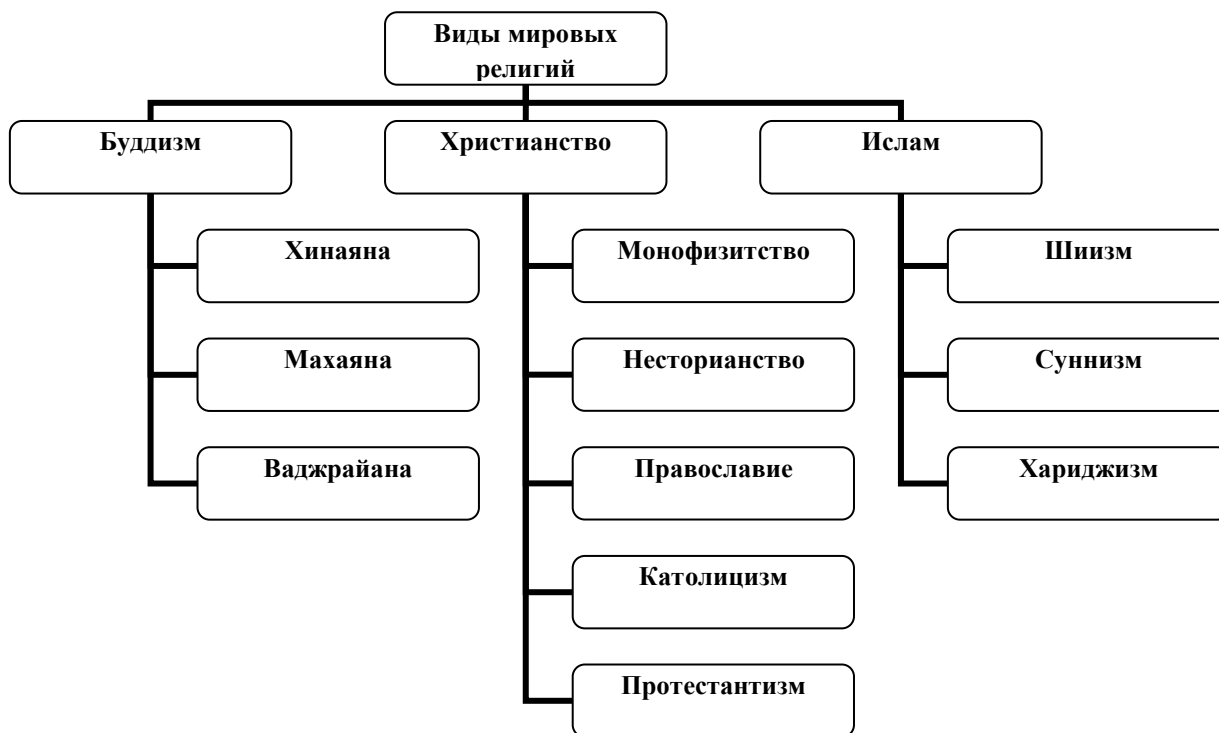 Виды мировых
религий
Буддизм
Христианство
Ислам
Хинаяна
Монофизитство
Шиизм
Махаяна
Несторианство
Суннизм
Ваджрайана
Православие
Хариджизм
Католицизм
Протестантизм